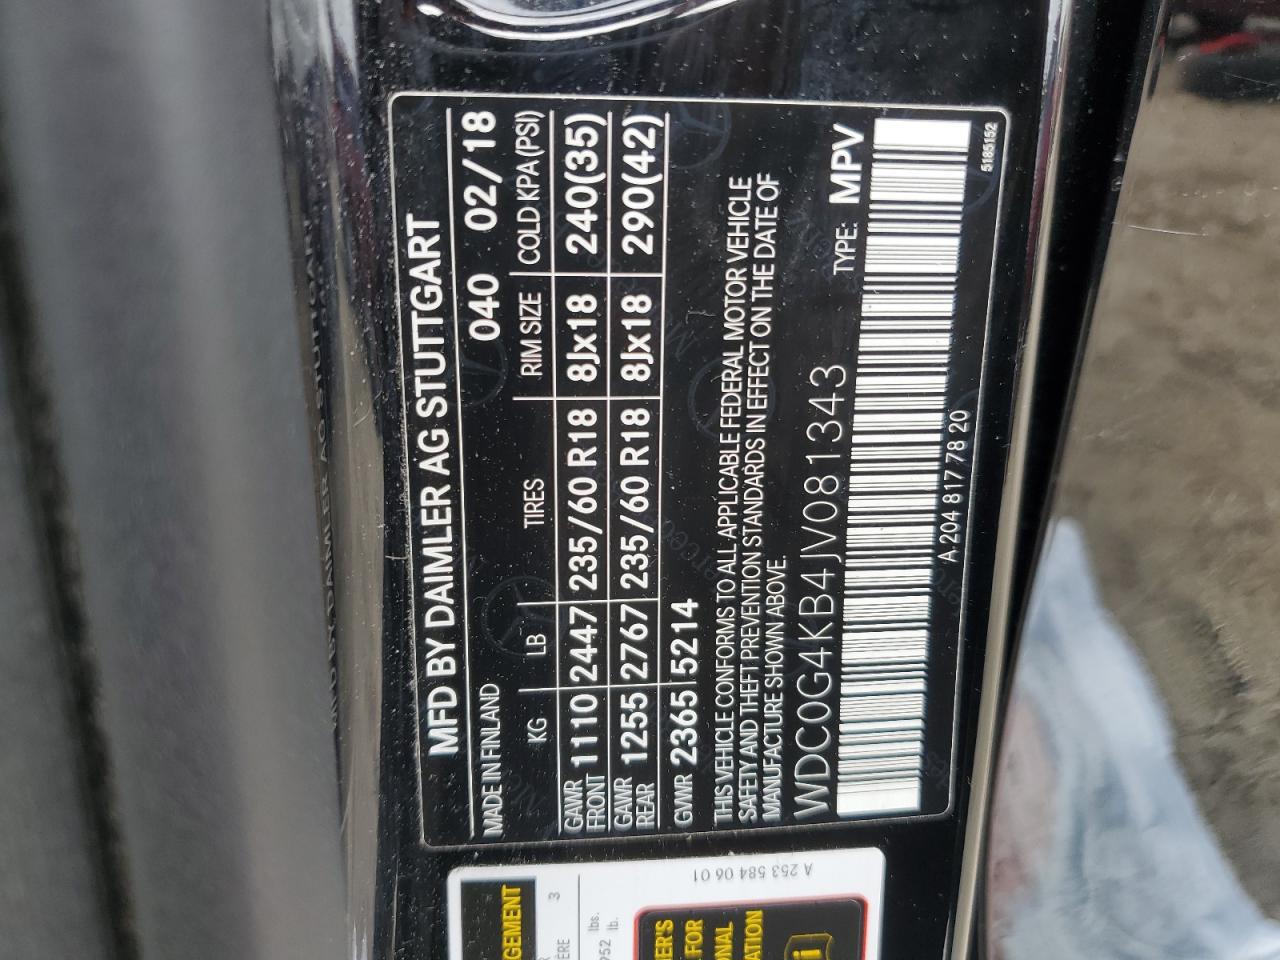 MFD BY DAIMLER AG STUTTGART
MADE IN FINLAND 040 02/18
KG LB TIRES RIM SIZE COLD KPA (PSI)
GAWR FRONT 1110 2447 235/60 R18 8Jx18 240(35)
GAWR REAR 1255 2767 235/60 R18 8Jx18 290(42)
GVWR 2365 5214
THIS VEHICLE CONFORMS TO ALL APPLICABLE FEDERAL MOTOR VEHICLE
SAFETY AND THEFT PREVENTION STANDARDS IN EFFECT ON THE DATE OF
MANUFACTURE SHOWN ABOVE.
WDC0G4KB4JV081343 TYPE: MPV
A 204 817 78 20
5185152
A 253 584 06 01
3
lbs.
lb.
FOR